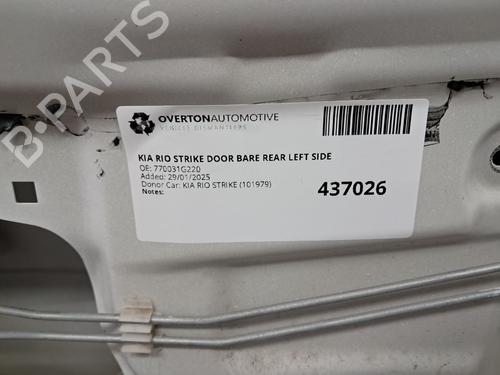 B-PARTS
OVERTONAUTOMOTIVE
VEHICLE DISMANTLERS
KIA RIO STRIKE DOOR BARE REAR LEFT SIDE
OE: 770031G220
Added: 29/01/2025
Donor Car: KIA RIO STRIKE (101979)
Notes:
437026